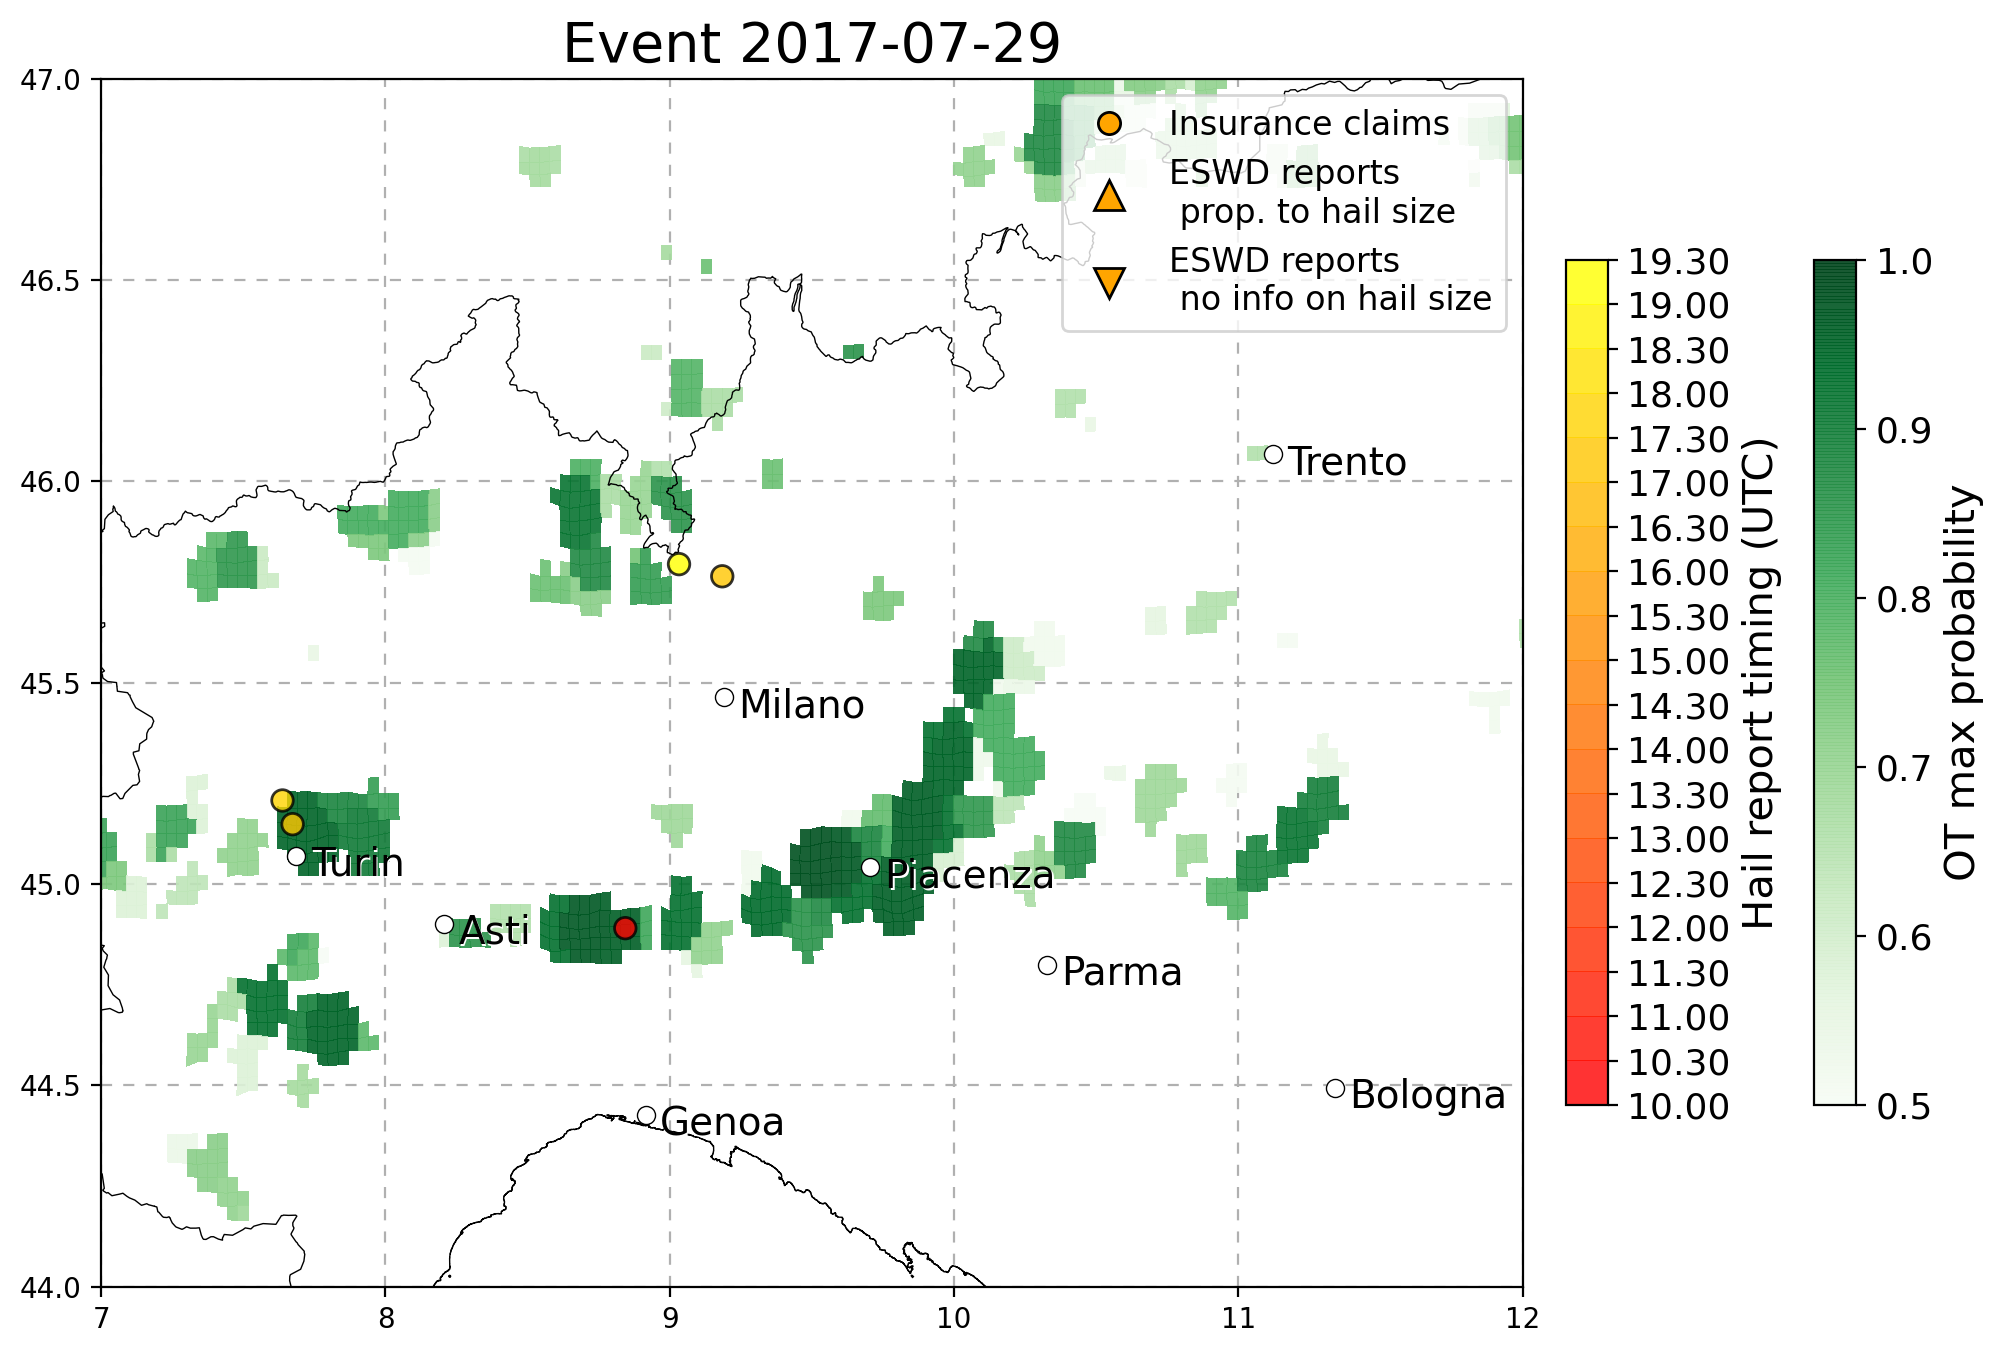 Event 2017-07-29
47.0
46.5
46.0
45.5
45.0
44.5
44.0
7
8
9
10
11
12
Insurance claims
ESWD reports
prop. to hail size
ESWD reports
no info on hail size
Trento
Milano
Turin
Piacenza
Asti
Parma
Bologna
Genoa
19.30
19.00
18.30
18.00
17.30
17.00
16.30
16.00
15.30
15.00
14.30
14.00
13.30
13.00
12.30
12.00
11.30
11.00
10.30
10.00
Hail report timing (UTC)
1.0
0.9
0.8
0.7
0.6
0.5
OT max probability